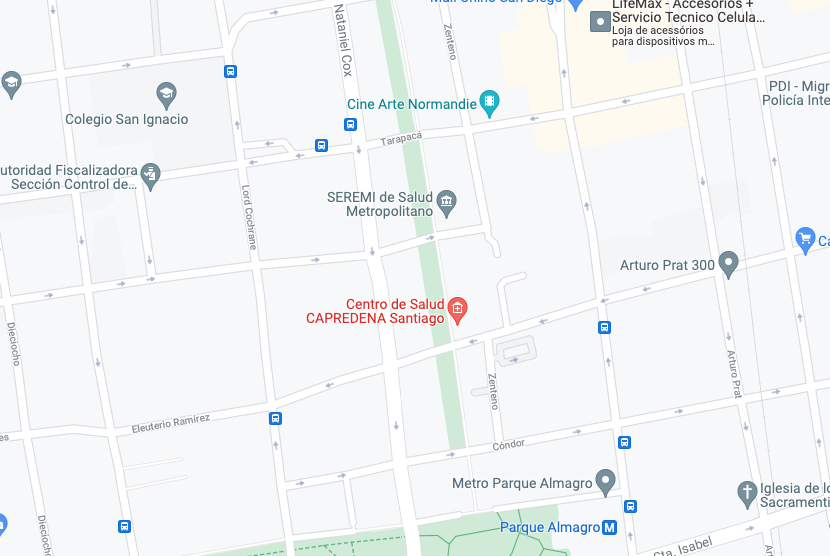 Mall Chino San Diego
LifeMax - Accesorios +
Servicio Tecnico Celula...
Loja de acessórios
para dispositivos m...
Nataniel Cox
Zenteno
PDI - Migr
Policía Inte
Colegio San Ignacio
Cine Arte Normandie
Tarapacá
utoridad Fiscalizadora
Sección Control de...
Lord Cochrane
SEREMI de Salud
Metropolitano
Ca
Arturo Prat 300
Centro de Salud
CAPREDENA Santiago
Dieciocho
Zenteno
Arturo Prat
Eleuterio Ramírez
es
Cóndor
Metro Parque Almagro
Iglesia de lo
Sacramenti
Dieciocho
Parque Almagro
M
Cta. Isabel